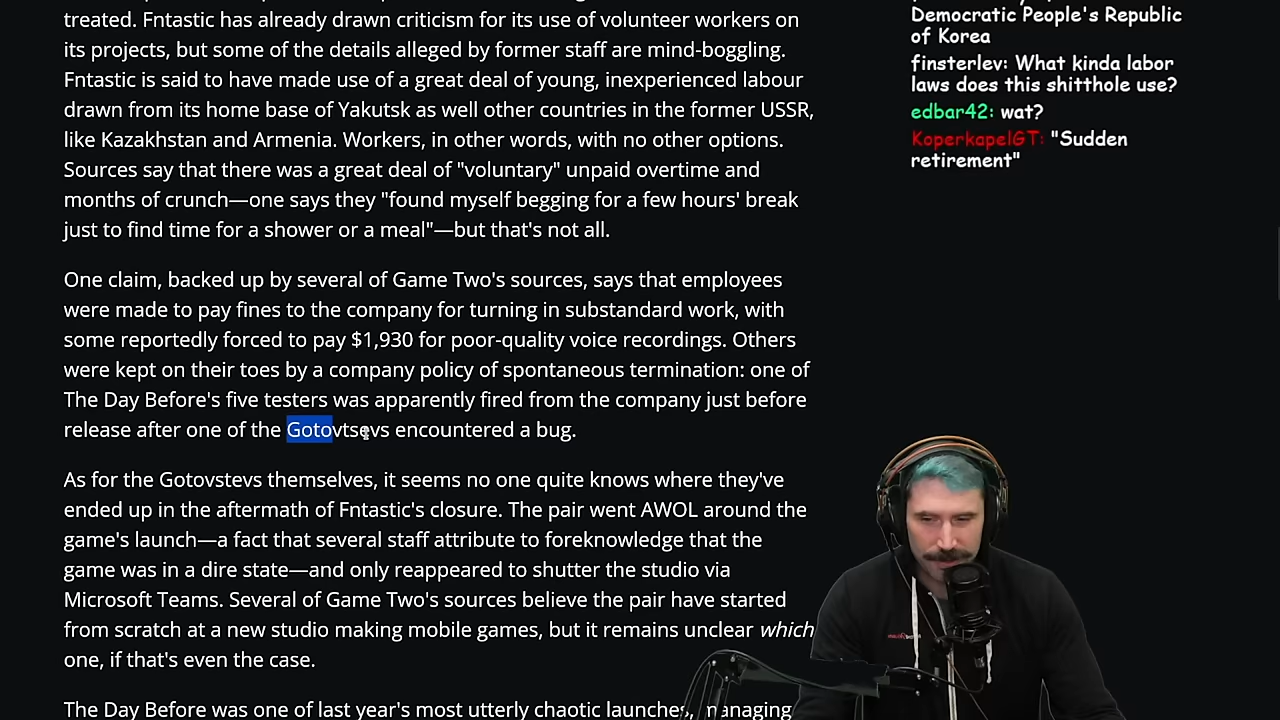 treated. Fntastic has already drawn criticism for its use of volunteer workers on
its projects, but some of the details alleged by former staff are mind-boggling.
Fntastic is said to have made use of a great deal of young, inexperienced labour
drawn from its home base of Yakutsk as well other countries in the former USSR,
like Kazakhstan and Armenia. Workers, in other words, with no other options.
Sources say that there was a great deal of "voluntary" unpaid overtime and
months of crunch—one says they "found myself begging for a few hours' break
just to find time for a shower or a meal"—but that's not all.
One claim, backed up by several of Game Two's sources, says that employees
were made to pay fines to the company for turning in substandard work, with
some reportedly forced to pay $1,930 for poor-quality voice recordings. Others
were kept on their toes by a company policy of spontaneous termination: one of
The Day Before's five testers was apparently fired from the company just before
release after one of the Gotovtsevs encountered a bug.
As for the Gotovstevs themselves, it seems no one quite knows where they've
ended up in the aftermath of Fntastic's closure. The pair went AWOL around the
game's launch—a fact that several staff attribute to foreknowledge that the
game was in a dire state—and only reappeared to shutter the studio via
Microsoft Teams. Several of Game Two's sources believe the pair have started
from scratch at a new studio making mobile games, but it remains unclear which
one, if that's even the case.
The Day Before was one of last year's most utterly chaotic launches, managing
Democratic People's Republic
of Korea
finsterlev: What kinda labor
laws does this shitthole use?
edbar42: wat?
KoperkapelGT: "Sudden
retirement"